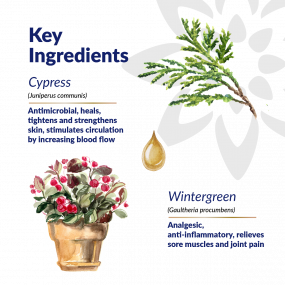 Key
Ingredients
Cypress
(Juniperus communis)
Antimicrobial, heals,
tightens and strengthens
skin, stimulates circulation
by increasing blood flow
Wintergreen
(Gaultheria procumbens)
Analgesic,
anti-inflammatory, relieves
sore muscles and joint pain